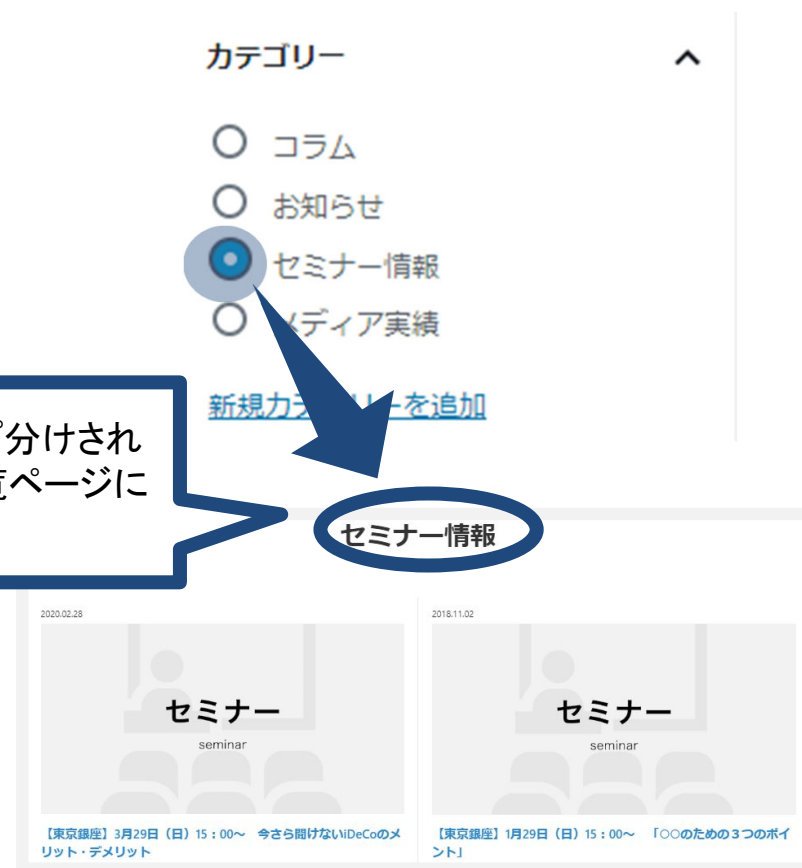 カテゴリー
コラム
お知らせ
セミナー情報
メディア実績
新規カテゴリーを追加
分けされ
ページに
セミナー情報
2020.02.28
2018.11.02
セミナー
seminar
セミナー
seminar
【東京銀座】3月29日（日）15：00～　今さら聞けないiDeCoのメ
リット・デメリット
【東京銀座】1月29日（日）15：00～　「○○のための３つのポイ
ント」